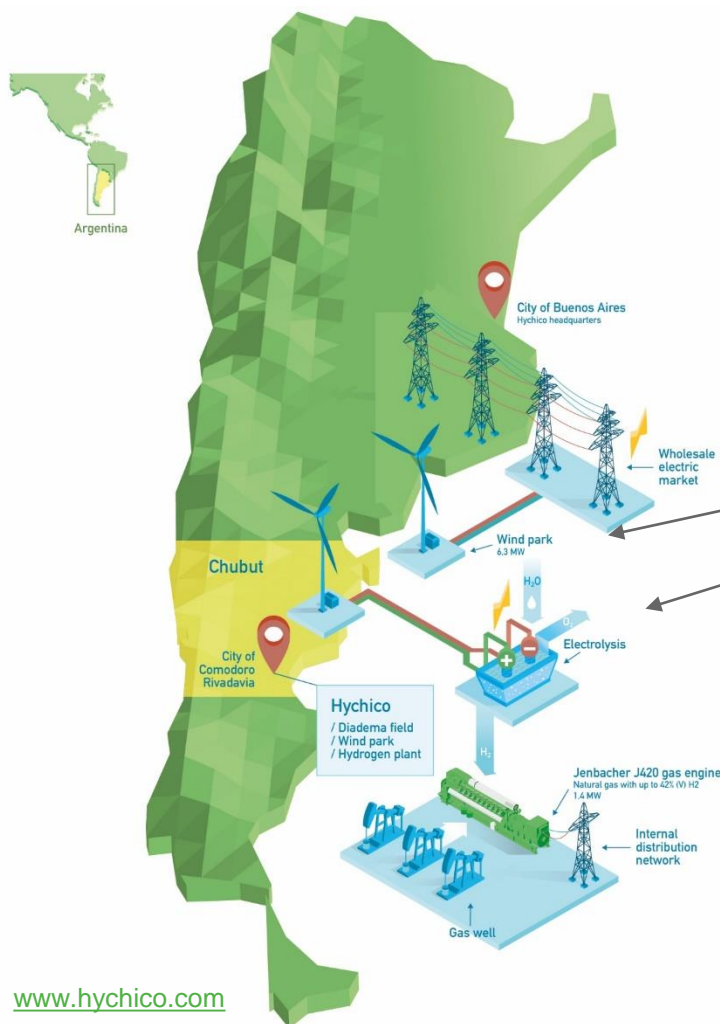 Argentina
City of Buenos Aires
Hychico headquarters
Wholesale
electric
market
Wind park
6.3 MW
Chubut
H₂O
O₂
Electrolysis
City of
Comodoro
Rivadavia
Hychico
/ Diadema field
/ Wind park
/ Hydrogen plant
H₂
Jenbacher J420 gas engine
Natural gas with up to 42% (V) H2
1.4 MW
Internal
distribution
network
Gas well
www.hychico.com